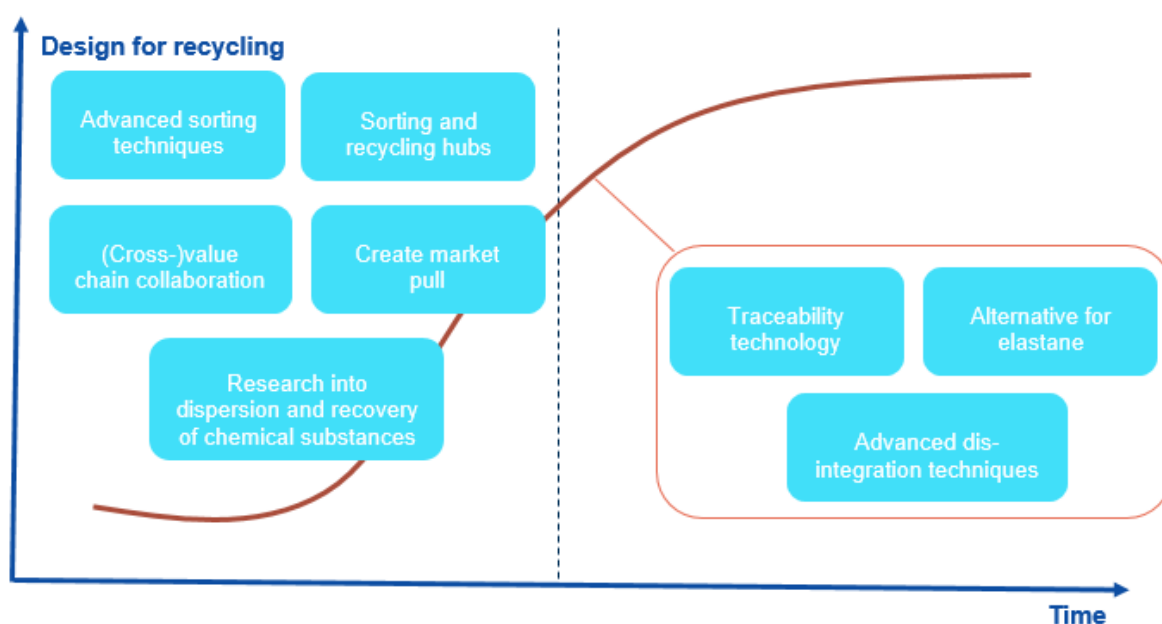 Design for recycling
Advanced sorting
techniques
Sorting and
recycling hubs
(Cross-)value
chain collaboration
Create market
pull
Research into
dispersion and recovery
of chemical substances
Traceability
technology
Alternative for
elastane
Advanced dis-
integration techniques
Time